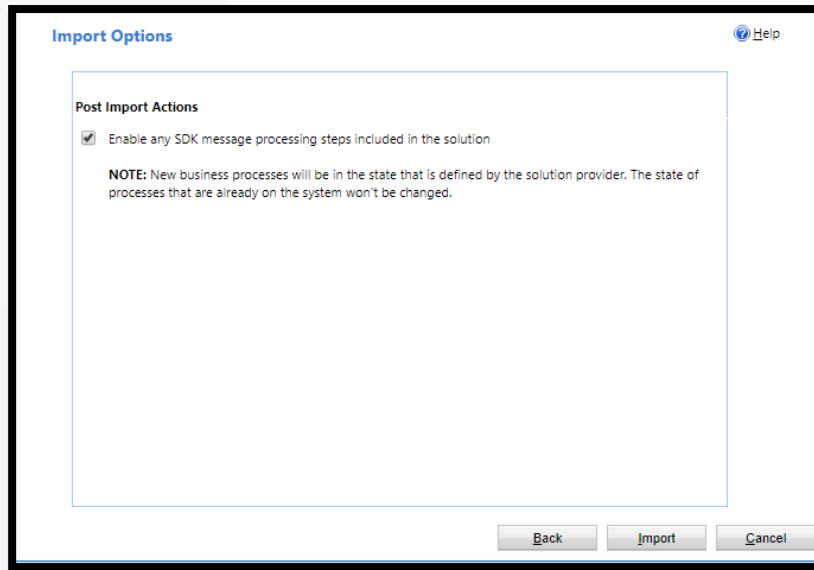 Import Options
Help
Post Import Actions
Enable any SDK message processing steps included in the solution
NOTE: New business processes will be in the state that is defined by the solution provider. The state of
processes that are already on the system won't be changed.
Back
Import
Cancel